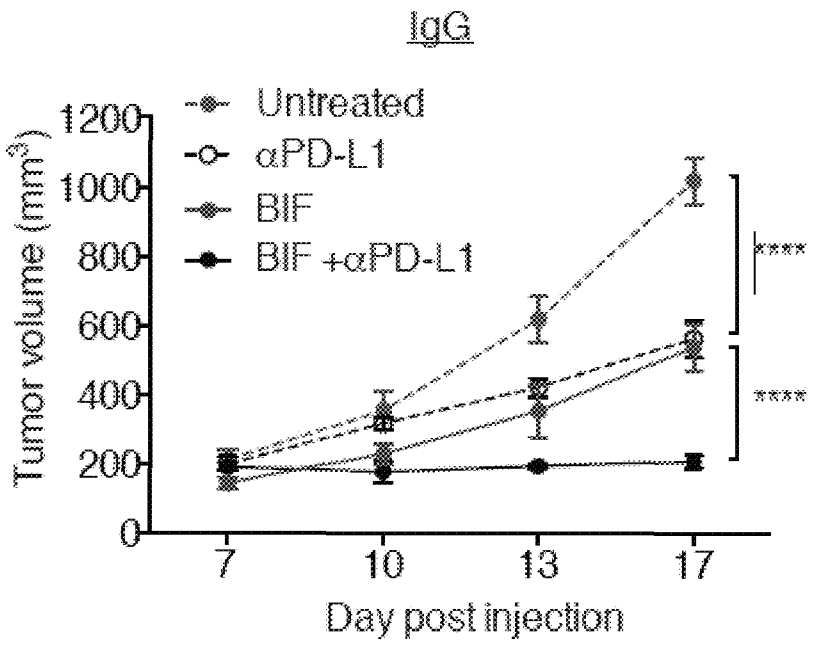 IgG
Untreated
αPD-L1
BIF
BIF +αPD-L1
Tumor volume (mm³)
1200
1000
800
600
400
200
0
7 10 13 17
Day post injection
****
****